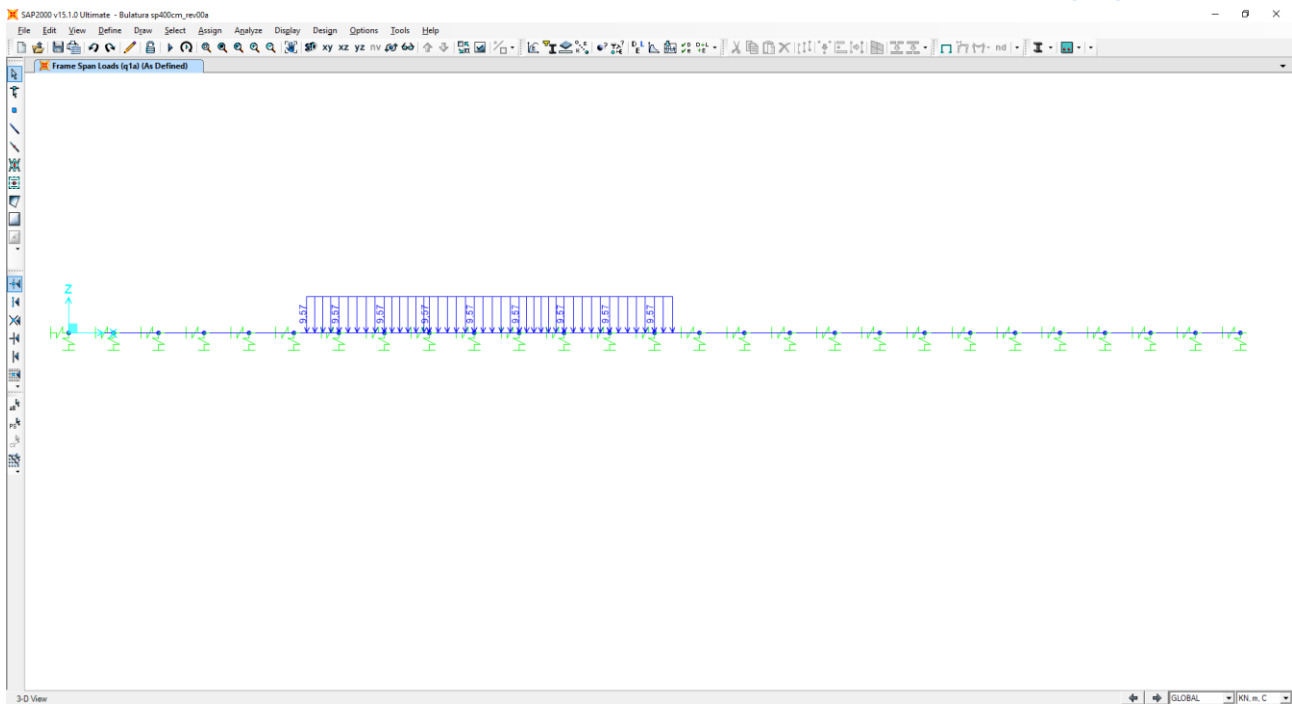 SAP2000 v15.1.0 Ultimate - Bulatura sp400cm_rev00a
File Edit View Define Draw Select Assign Analyze Display Design Options Tools Help
xy xz yz nv nd
Frame Span Loads (q1a) (As Defined)
Z
9.57 9.57 9.57 9.57 9.57 9.57 9.57 9.57 9.57
X
3-D View GLOBAL KN, m, C